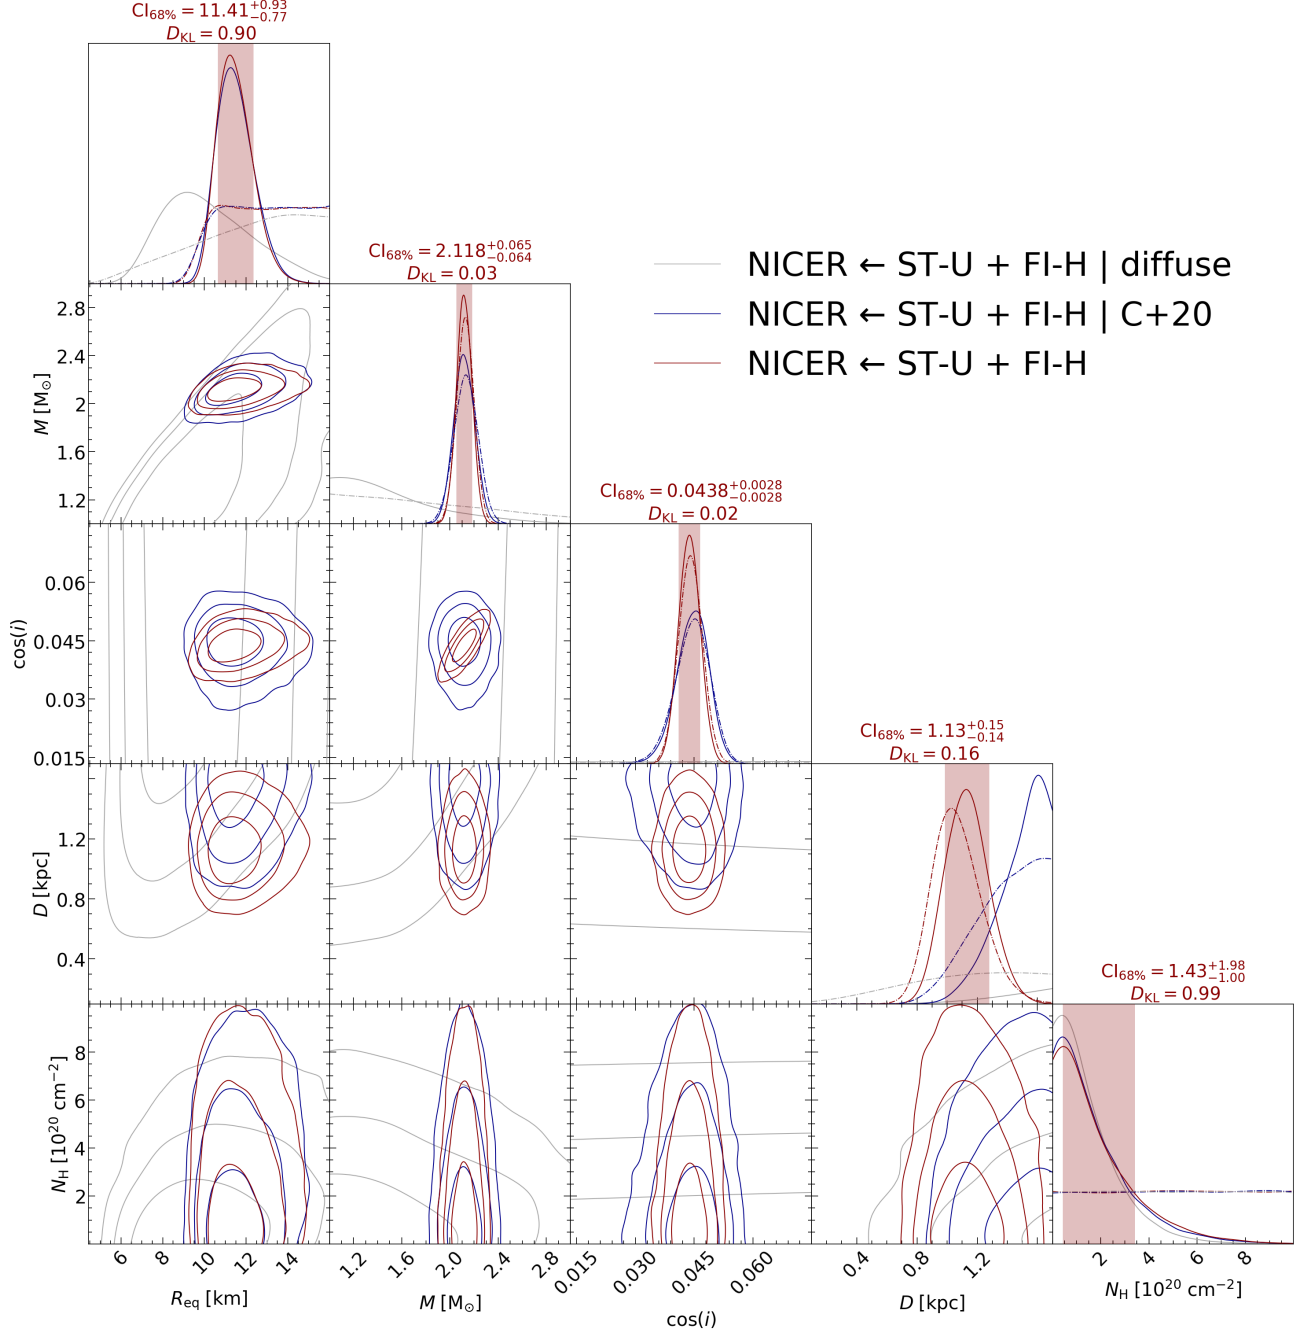 CI68% = 11.41+0.93−0.77
DKL = 0.90
CI68% = 2.118+0.065−0.064
DKL = 0.03
NICER ← ST-U + FI-H | diffuse
NICER ← ST-U + FI-H | C+20
NICER ← ST-U + FI-H
CI68% = 0.0438+0.0028−0.0028
DKL = 0.02
CI68% = 1.13+0.15−0.14
DKL = 0.16
CI68% = 1.43+1.98−1.00
DKL = 0.99
M [M⊙]
2.8
2.4
2
1.6
1.2
cos(i)
0.06
0.045
0.03
0.015
D [kpc]
1.2
0.8
0.4
NH [10²⁰ cm⁻²]
8
6
4
2
6 8 10 12 14
Req [km]
1.2 1.6 2.0 2.4 2.8
M [M⊙]
0.015 0.030 0.045 0.060
cos(i)
0.4 0.8 1.2
D [kpc]
2 4 6 8
NH [10²⁰ cm⁻²]